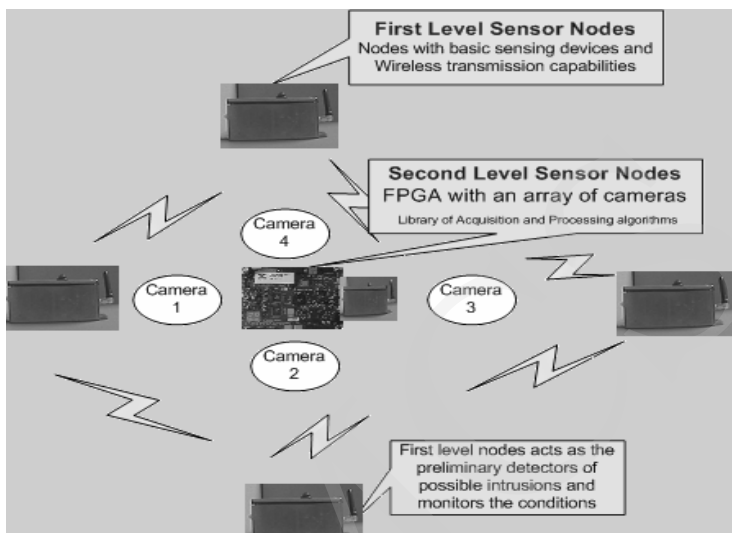 First Level Sensor Nodes
Nodes with basic sensing devices and
Wireless transmission capabilities
Second Level Sensor Nodes
FPGA with an array of cameras
Library of Acquisition and Processing algorithms
Camera
4
Camera
1
Camera
3
Camera
2
First level nodes acts as the
preliminary detectors of
possible intrusions and
monitors the conditions